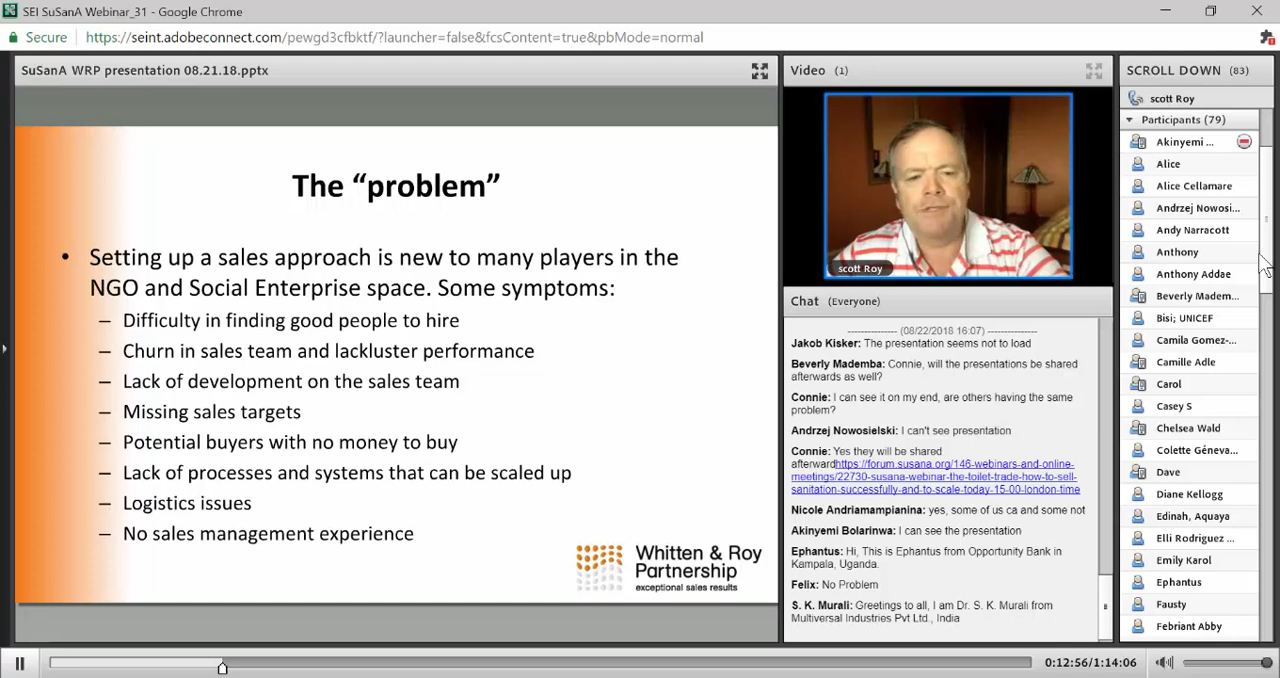 SEI SuSanA Webinar_31 - Google Chrome
Secure
https://seint.adobeconnect.com/pewgd3cfbktf/?launcher=false&fcsContent=true&pbMode=normal
SuSanA WRP presentation 08.21.18.pptx
The “problem”
• Setting up a sales approach is new to many players in the
NGO and Social Enterprise space. Some symptoms:
– Difficulty in finding good people to hire
– Churn in sales team and lackluster performance
– Lack of development on the sales team
– Missing sales targets
– Potential buyers with no money to buy
– Lack of processes and systems that can be scaled up
– Logistics issues
– No sales management experience
Whitten & Roy
Partnership
exceptional sales results
Video (1)
scott Roy
Chat (Everyone)
--------------- (08/22/2018 16:07) ---------------
Jakob Kisker: The presentation seems not to load
Beverly Mademba: Connie, will the presentations be shared
afterwards as well?
Connie: I can see it on my end, are others having the same
problem?
Andrzej Nowosielski: I can't see presentation
Connie: Yes they will be shared
afterwardhttps://forum.susana.org/146-webinars-and-online-
meetings/22730-susana-webinar-the-toilet-trade-how-to-sell-
sanitation-successfully-and-to-scale-today-15-00-london-time
Nicole Andriamampianina: yes, some of us ca and some not
Akinyemi Bolarinwa: I can see the presentation
Ephantus: Hi, This is Ephantus from Opportunity Bank in
Kampala, Uganda.
Felix: No Problem
S. K. Murali: Greetings to all, I am Dr. S. K. Murali from
Multiversal Industries Pvt Ltd., India
SCROLL DOWN (83)
scott Roy
Participants (79)
Akinyemi ...
Alice
Alice Cellamare
Andrzej Nowosi...
Andy Narracott
Anthony
Anthony Addae
Beverly Madem...
Bisi; UNICEF
Camila Gomez-...
Camille Adle
Carol
Casey S
Chelsea Wald
Colette Géneva...
Dave
Diane Kellogg
Edinah, Aquaya
Elli Rodriguez ...
Emily Karol
Ephantus
Fausty
Febriant Abby
0:12:56/1:14:06